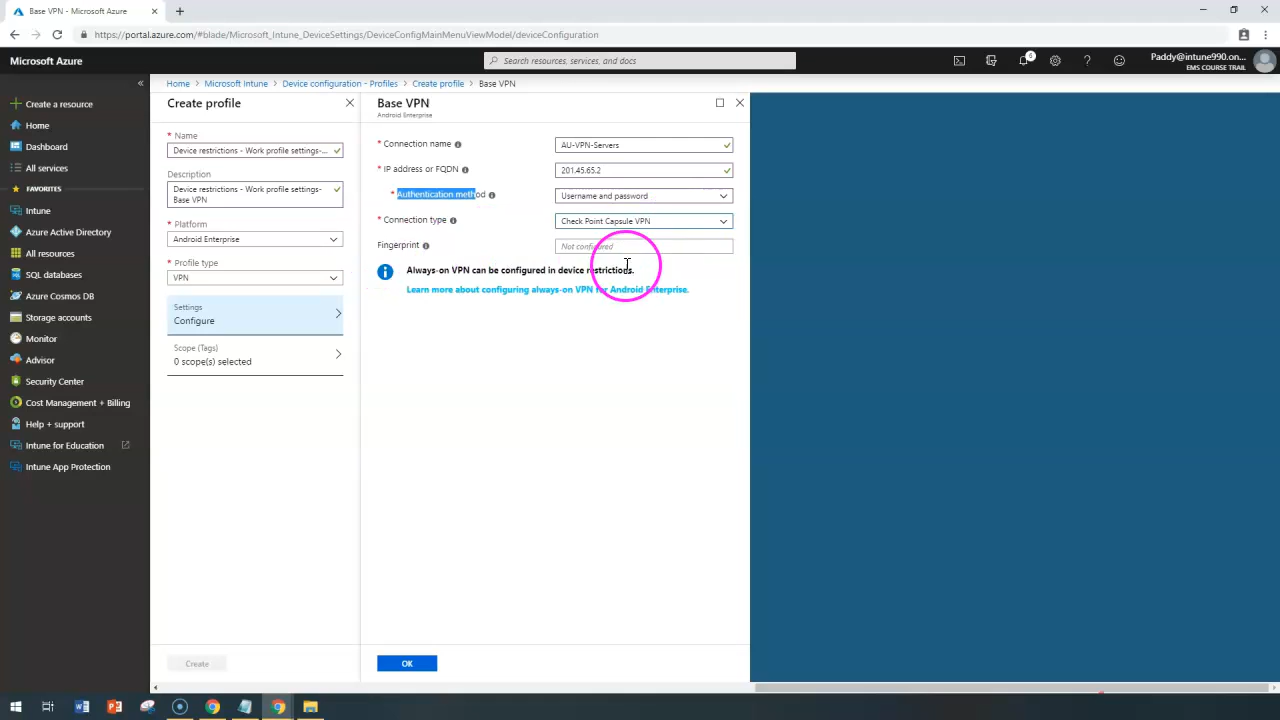 Base VPN - Microsoft Azure
https://portal.azure.com/#blade/Microsoft_Intune_DeviceSettings/DeviceConfigMainMenuViewModel/deviceConfiguration
Microsoft Azure
Search resources, services, and docs
6
Paddy@intune990.on...
EMS COURSE TRAIL
Home > Microsoft Intune > Device configuration - Profiles > Create profile > Base VPN
Create a resource
Home
Dashboard
All services
FAVORITES
Intune
Azure Active Directory
All resources
SQL databases
Azure Cosmos DB
Storage accounts
Monitor
Advisor
Security Center
Cost Management + Billing
Help + support
Intune for Education
Intune App Protection
Create profile
* Name
Device restrictions - Work profile settings-...
Description
Device restrictions - Work profile settings-
Base VPN
* Platform
Android Enterprise
* Profile type
VPN
Settings
Configure
Scope (Tags)
0 scope(s) selected
Create
Base VPN
Android Enterprise
* Connection name
AU-VPN-Servers
* IP address or FQDN
201.45.65.2
* Authentication method
Username and password
* Connection type
Check Point Capsule VPN
Fingerprint
Not configured
Always-on VPN can be configured in device restrictions.
Learn more about configuring always-on VPN for Android Enterprise.
OK